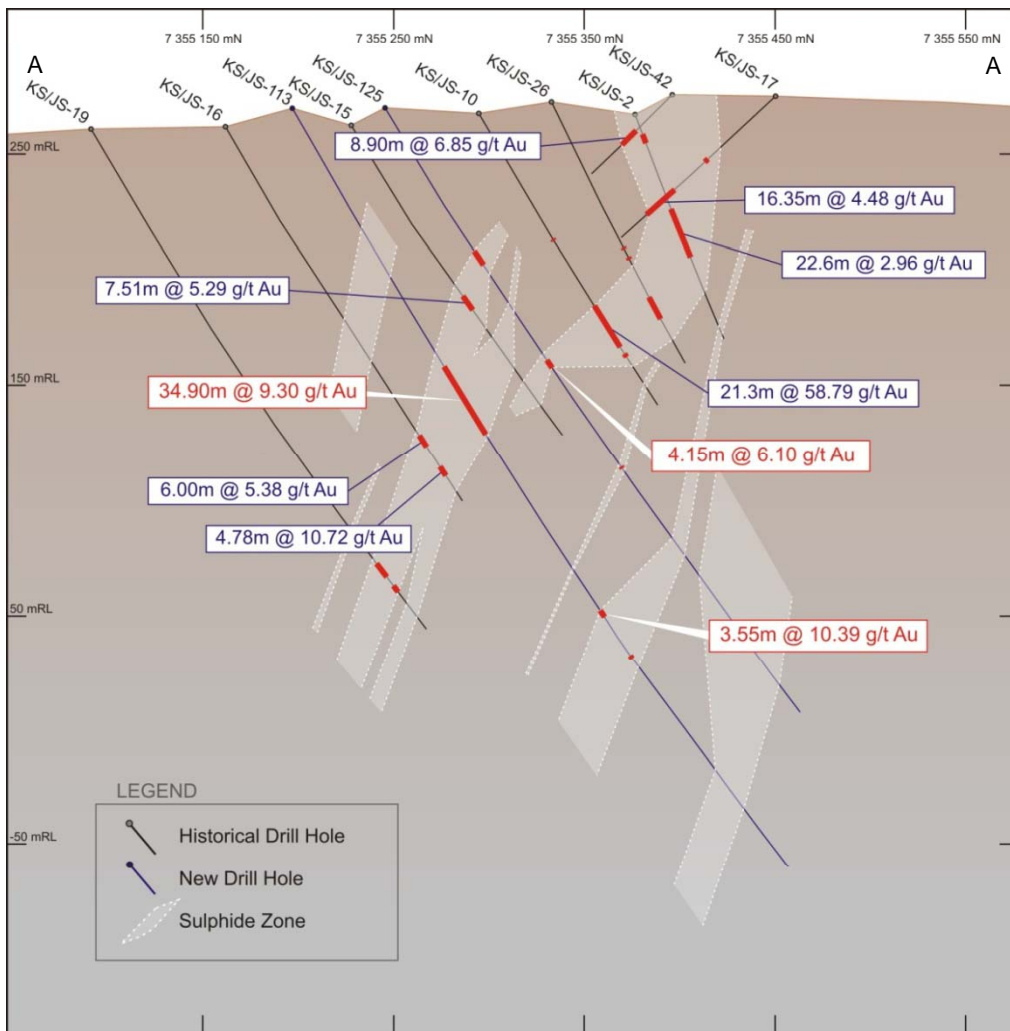 7 355 150 mN
7 355 250 mN
7 355 350 mN
7 355 450 mN
7 355 550 mN
A
A
KS/JS-19
KS/JS-16
KS/JS-113
KS/JS-15
KS/JS-125
KS/JS-10
KS/JS-26
KS/JS-2
KS/JS-42
KS/JS-17
250 mRL
8.90m @ 6.85 g/t Au
16.35m @ 4.48 g/t Au
22.6m @ 2.96 g/t Au
7.51m @ 5.29 g/t Au
150 mRL
34.90m @ 9.30 g/t Au
21.3m @ 58.79 g/t Au
4.15m @ 6.10 g/t Au
6.00m @ 5.38 g/t Au
4.78m @ 10.72 g/t Au
50 mRL
3.55m @ 10.39 g/t Au
-50 mRL
LEGEND
Historical Drill Hole
New Drill Hole
Sulphide Zone